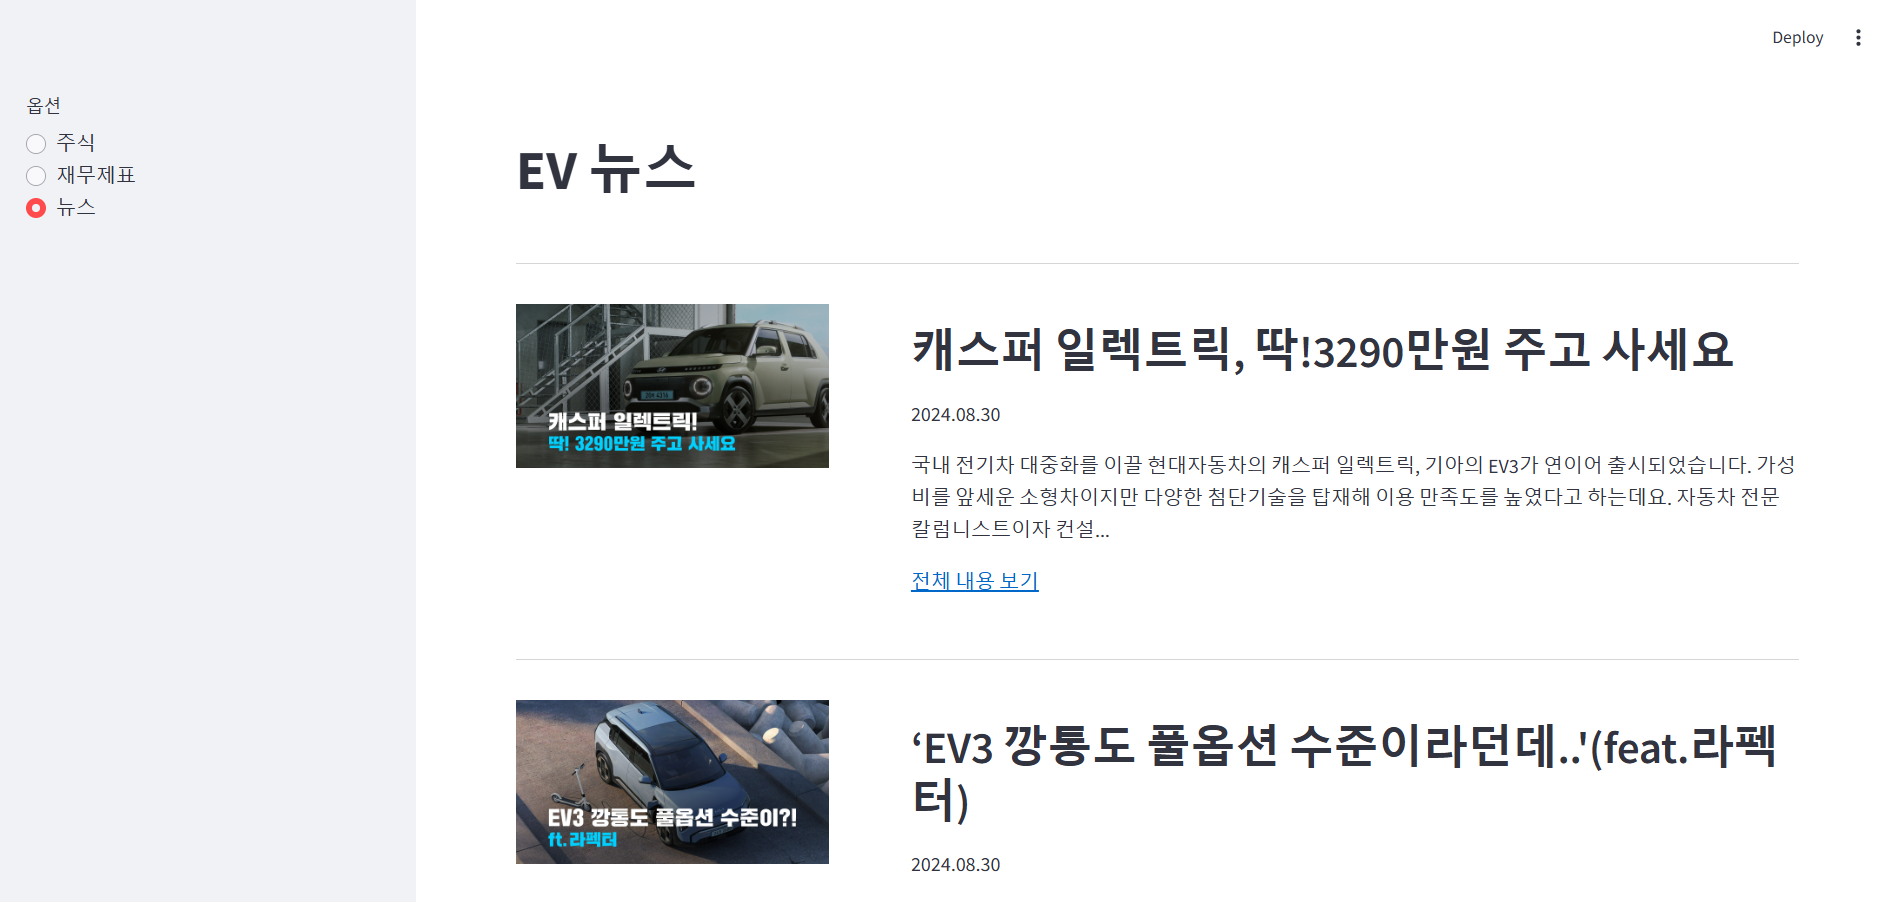 Deploy
옵션
주식
재무제표
뉴스
EV 뉴스
캐스퍼 일렉트릭!
딱! 3290만원 주고 사세요
캐스퍼 일렉트릭, 딱!3290만원 주고 사세요
2024.08.30
국내 전기차 대중화를 이끌 현대자동차의 캐스퍼 일렉트릭, 기아의 EV3가 연이어 출시되었습니다. 가성
비를 앞세운 소형차이지만 다양한 첨단기술을 탑재해 이용 만족도를 높였다고 하는데요. 자동차 전문
칼럼니스트이자 컨설...
전체 내용 보기
EV3 깡통도 풀옵션 수준이?!
ft.라펙터
‘EV3 깡통도 풀옵션 수준이라던데..'(feat.라펙
터)
2024.08.30